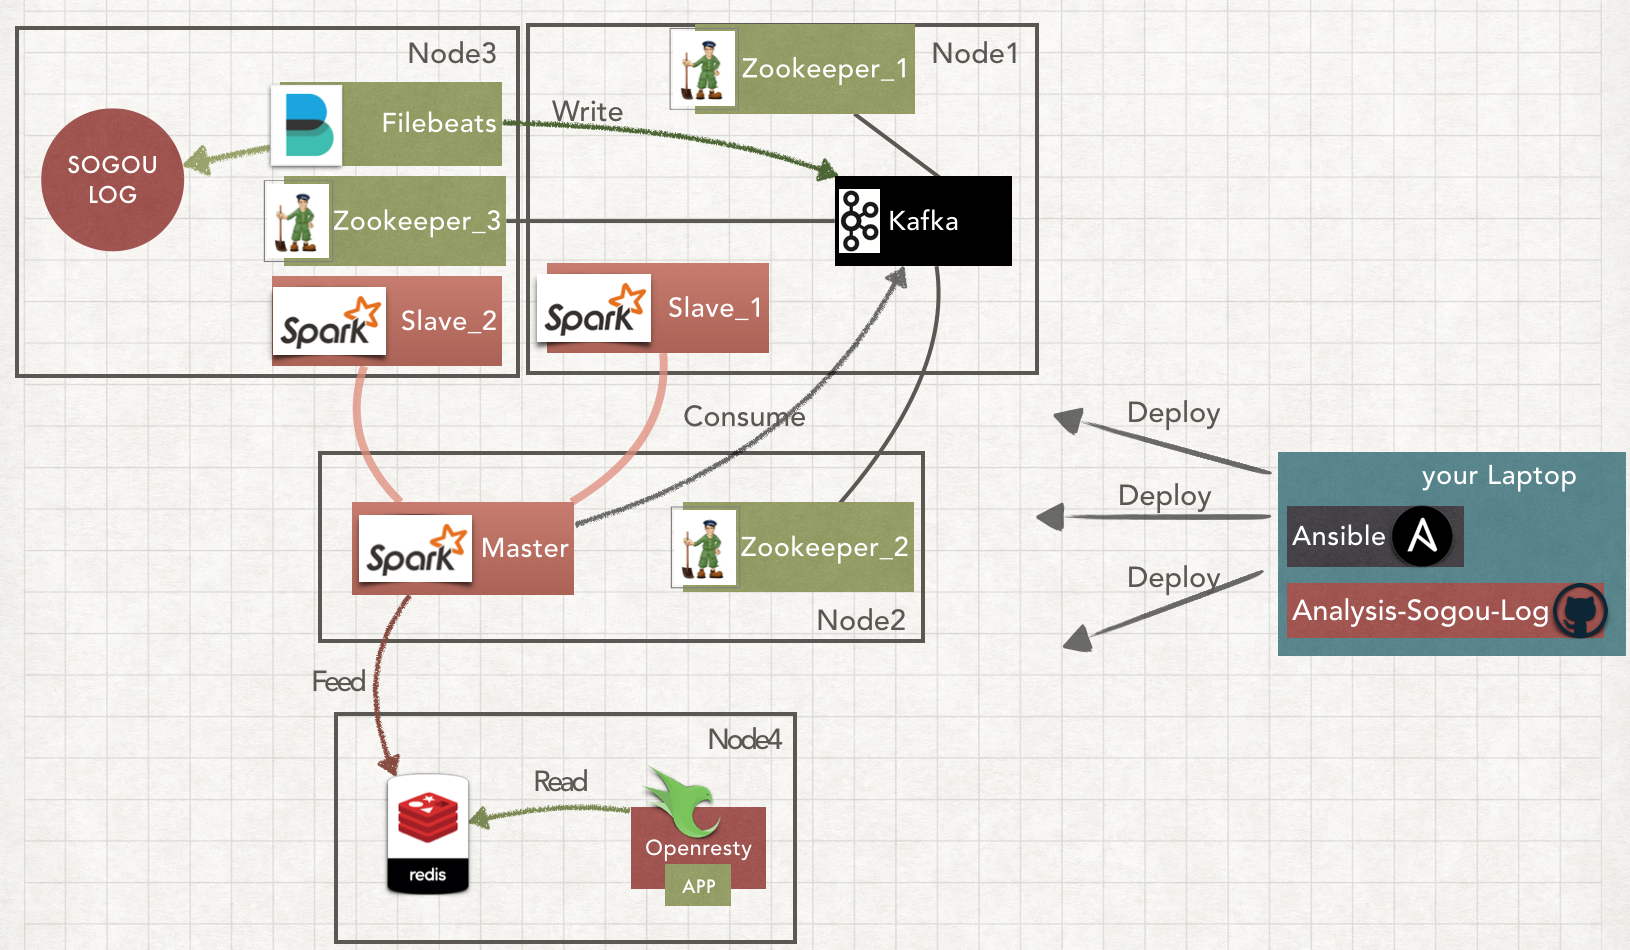 Node3
Filebeats
SOGOU
LOG
Zookeeper_3
Spark
Slave_2
Node1
Zookeeper_1
Write
Kafka
Spark
Slave_1
Consume
Spark
Master
Zookeeper_2
Node2
Deploy
Deploy
Deploy
your Laptop
Ansible
Analysis-Sogou-Log
Feed
Node4
Read
redis
Openresty
APP